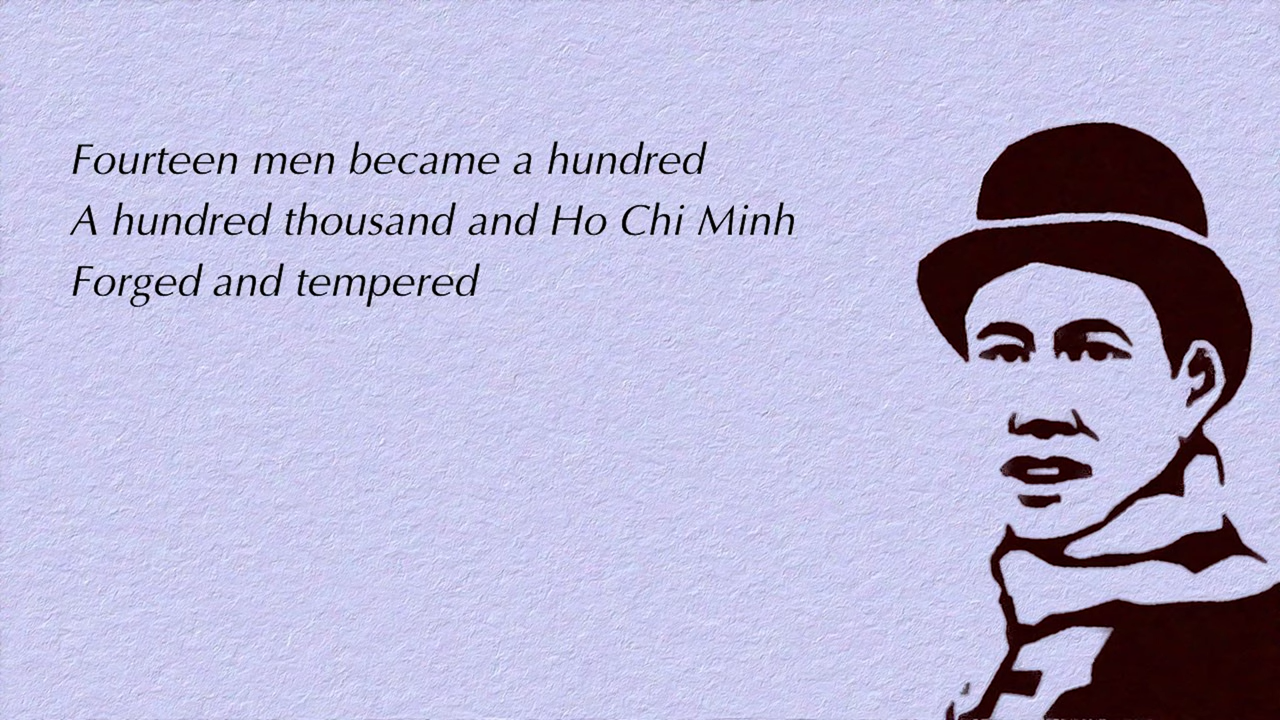 Fourteen men became a hundred
A hundred thousand and Ho Chi Minh
Forged and tempered